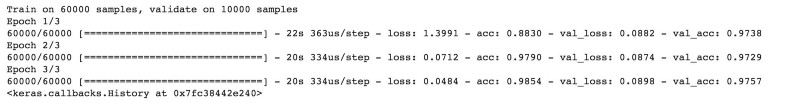 Train on 60000 samples, validate on 10000 samples
Epoch 1/3
60000/60000 [==============================] - 22s 363us/step - loss: 1.3991 - acc: 0.8830 - val_loss: 0.0882 - val_acc: 0.9738
Epoch 2/3
60000/60000 [==============================] - 20s 334us/step - loss: 0.0712 - acc: 0.9790 - val_loss: 0.0874 - val_acc: 0.9729
Epoch 3/3
60000/60000 [==============================] - 20s 334us/step - loss: 0.0484 - acc: 0.9854 - val_loss: 0.0898 - val_acc: 0.9757
<keras.callbacks.History at 0x7fc38442e240>